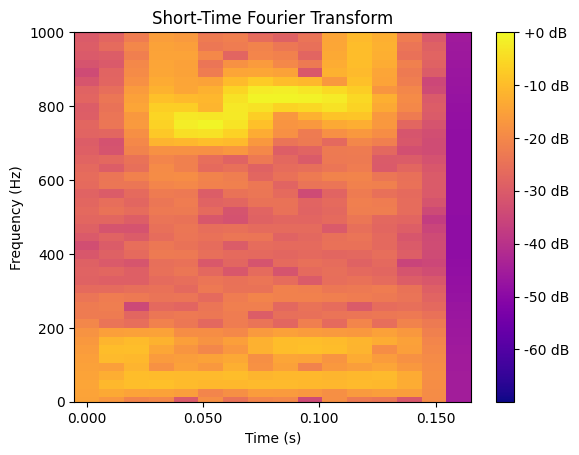 Short-Time Fourier Transform
1000
800
600
400
200
0
Frequency (Hz)
0.000
0.050
0.100
0.150
Time (s)
+0 dB
-10 dB
-20 dB
-30 dB
-40 dB
-50 dB
-60 dB